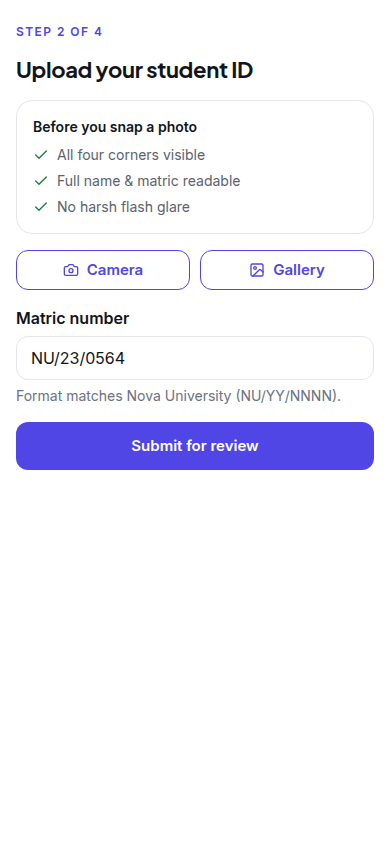 STEP 2 OF 4
Upload your student ID
Before you snap a photo
All four corners visible
Full name & matric readable
No harsh flash glare
Camera
Gallery
Matric number
NU/23/0564
Format matches Nova University (NU/YY/NNNN).
Submit for review